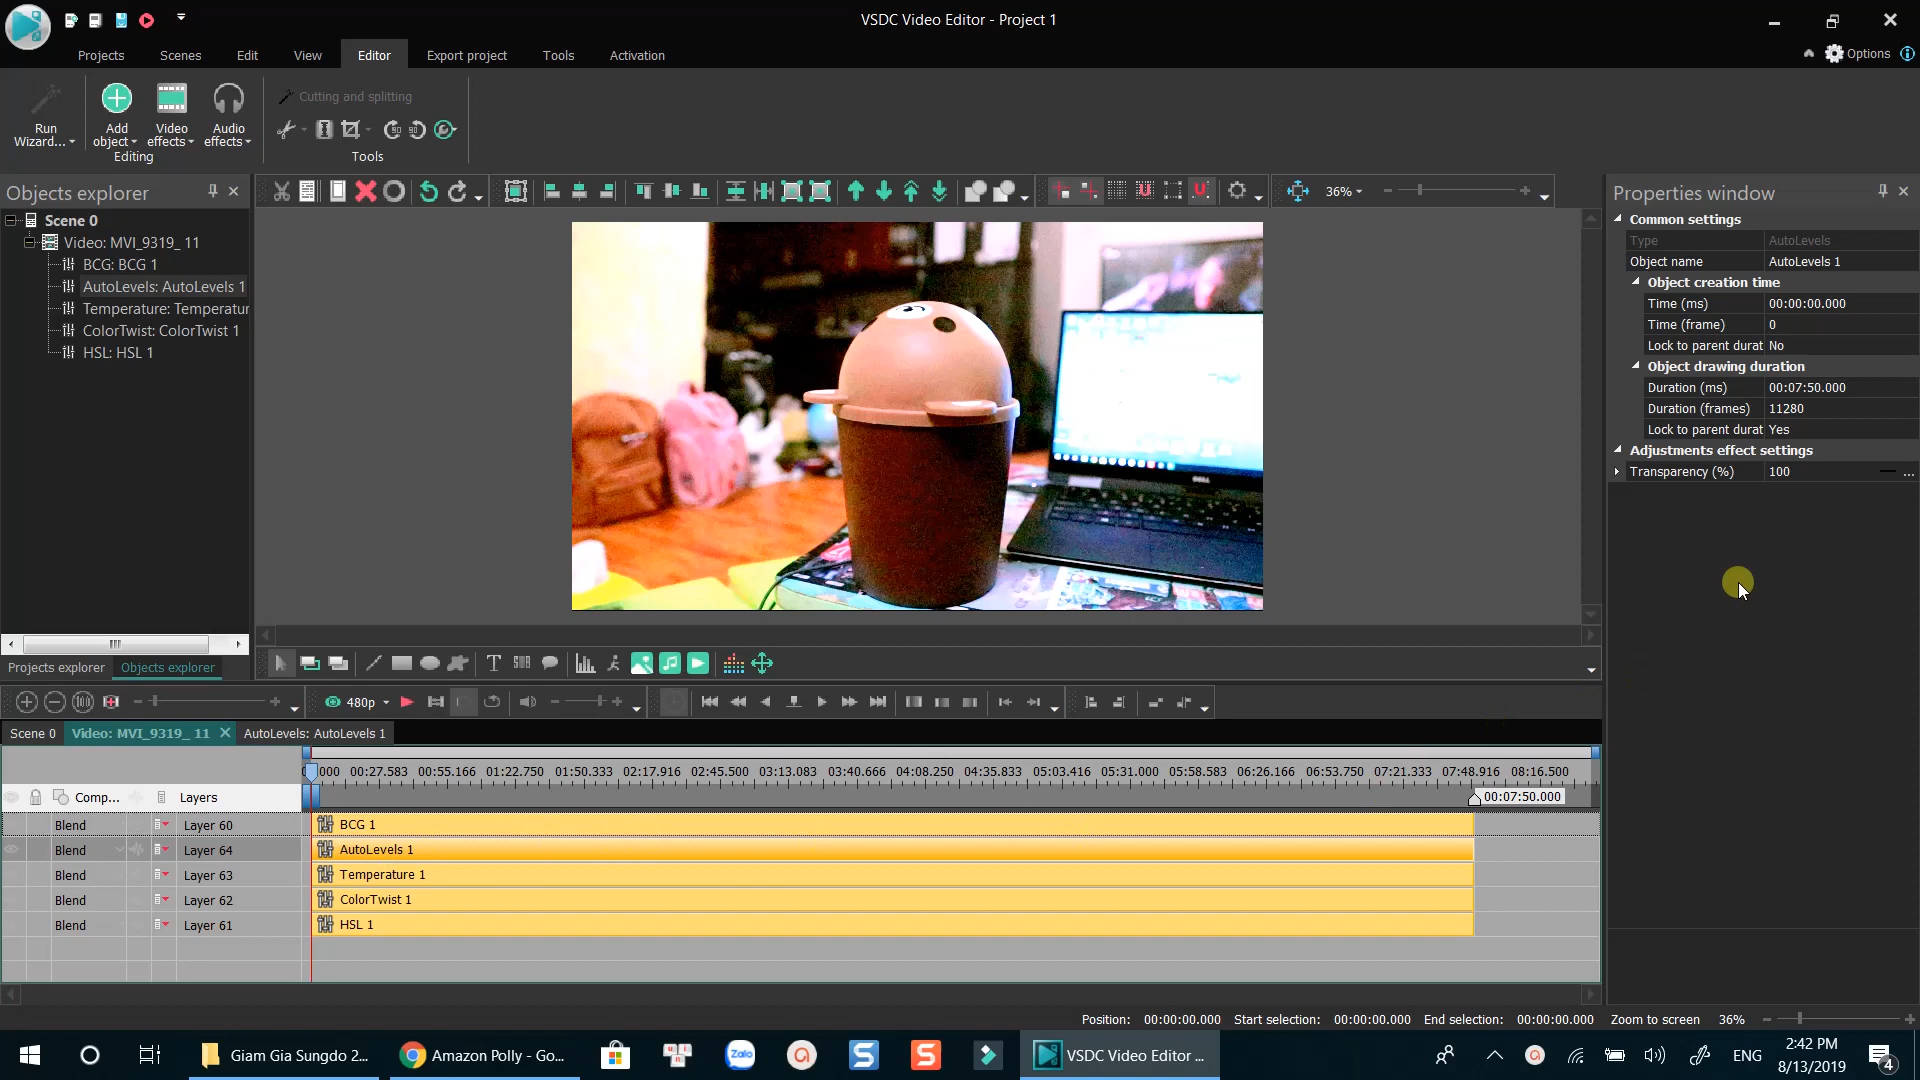 VSDC Video Editor - Project 1
Projects
Scenes
Edit
View
Editor
Export project
Tools
Activation
Options
Run Wizard...
Add object
Video effects
Audio effects
Editing
Cutting and splitting
Tools
Objects explorer
Scene 0
Video: MVI_9319_ 11
BCG: BCG 1
AutoLevels: AutoLevels 1
Temperature: Temperatur
ColorTwist: ColorTwist 1
HSL: HSL 1
Projects explorer
Objects explorer
36%
DELL
Properties window
Common settings
Type AutoLevels
Object name AutoLevels 1
Object creation time
Time (ms) 00:00:00.000
Time (frame) 0
Lock to parent durat No
Object drawing duration
Duration (ms) 00:07:50.000
Duration (frames) 11280
Lock to parent durat Yes
Adjustments effect settings
Transparency (%) 100 ...
480p
Scene 0
Video: MVI_9319_ 11
AutoLevels: AutoLevels 1
000 00:27.583 00:55.166 01:22.750 01:50.333 02:17.916 02:45.500 03:13.083 03:40.666 04:08.250 04:35.833 05:03.416 05:31.000 05:58.583 06:26.166 06:53.750 07:21.333 07:48.916 08:16.500
Comp... Layers
00:07:50.000
Blend Layer 60 BCG 1
Blend Layer 64 AutoLevels 1
Blend Layer 63 Temperature 1
Blend Layer 62 ColorTwist 1
Blend Layer 61 HSL 1
Position: 00:00:00.000 Start selection: 00:00:00.000 End selection: 00:00:00.000 Zoom to screen 36%
Giam Gia Sungdo 2...
Amazon Polly - Go...
Zalo
VSDC Video Editor ...
ENG
2:42 PM
8/13/2019
4